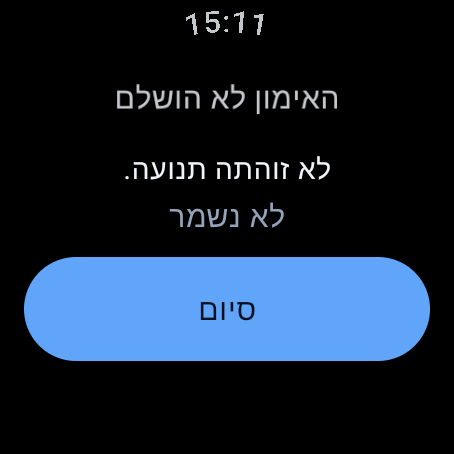 15:11
האימון לא הושלם
לא זוהתה תנועה.
לא נשמר
סיום